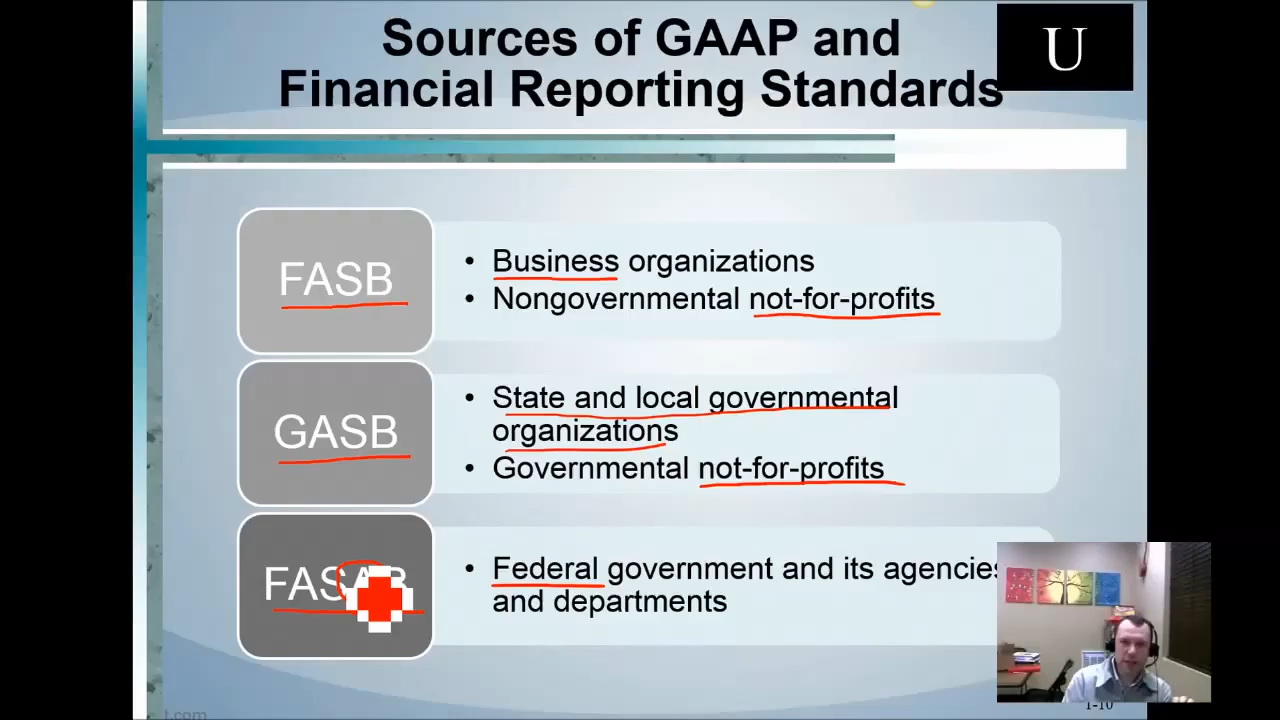 Sources of GAAP and
Financial Reporting Standards
U
FASB
• Business organizations
• Nongovernmental not-for-profits
GASB
• State and local governmental
organizations
• Governmental not-for-profits
• Federal government and its agencies
and departments
1-10
t.com